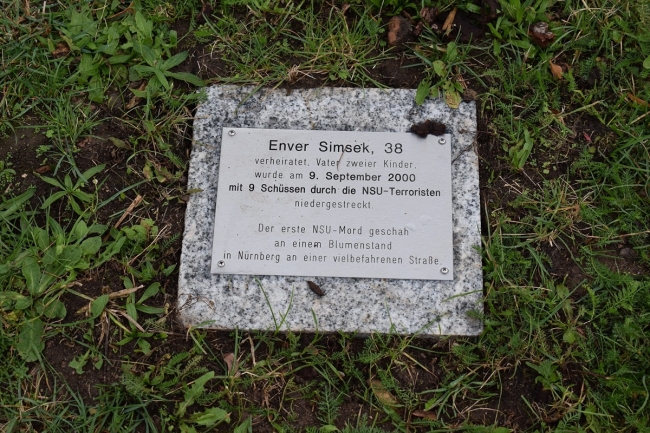 Enver Simsek, 38
verheiratet, Vater zweier Kinder,
wurde am 9. September 2000
mit 9 Schüssen durch die NSU-Terroristen
niedergestreckt.
Der erste NSU-Mord geschah
an einem Blumenstand
in Nürnberg an einer vielbefahrenen Straße.